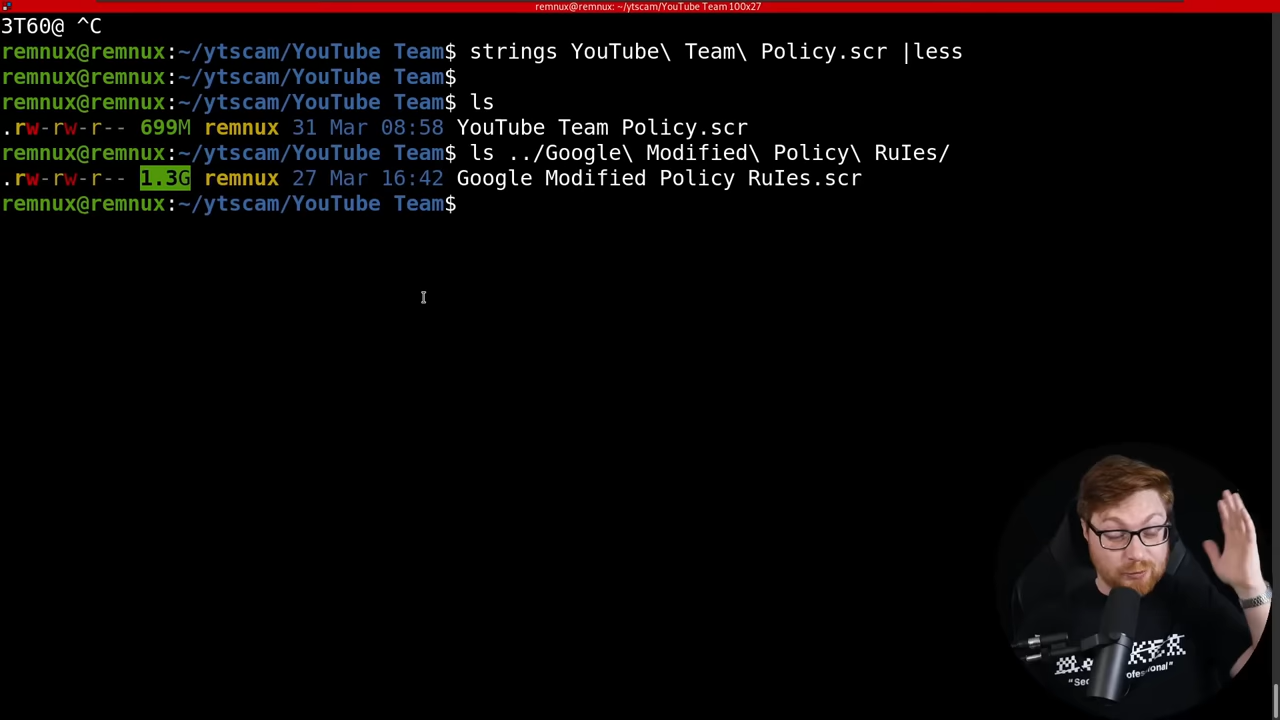 remnux@remnux: ~/ytscam/YouTube Team 100x27
3T60@ ^C
remnux@remnux:~/ytscam/YouTube Team$ strings YouTube\ Team\ Policy.scr |less
remnux@remnux:~/ytscam/YouTube Team$
remnux@remnux:~/ytscam/YouTube Team$ ls
.rw-rw-r-- 699M remnux 31 Mar 08:58 YouTube Team Policy.scr
remnux@remnux:~/ytscam/YouTube Team$ ls ../Google\ Modified\ Policy\ RuIes/
.rw-rw-r-- 1.3G remnux 27 Mar 16:42 Google Modified Policy RuIes.scr
remnux@remnux:~/ytscam/YouTube Team$